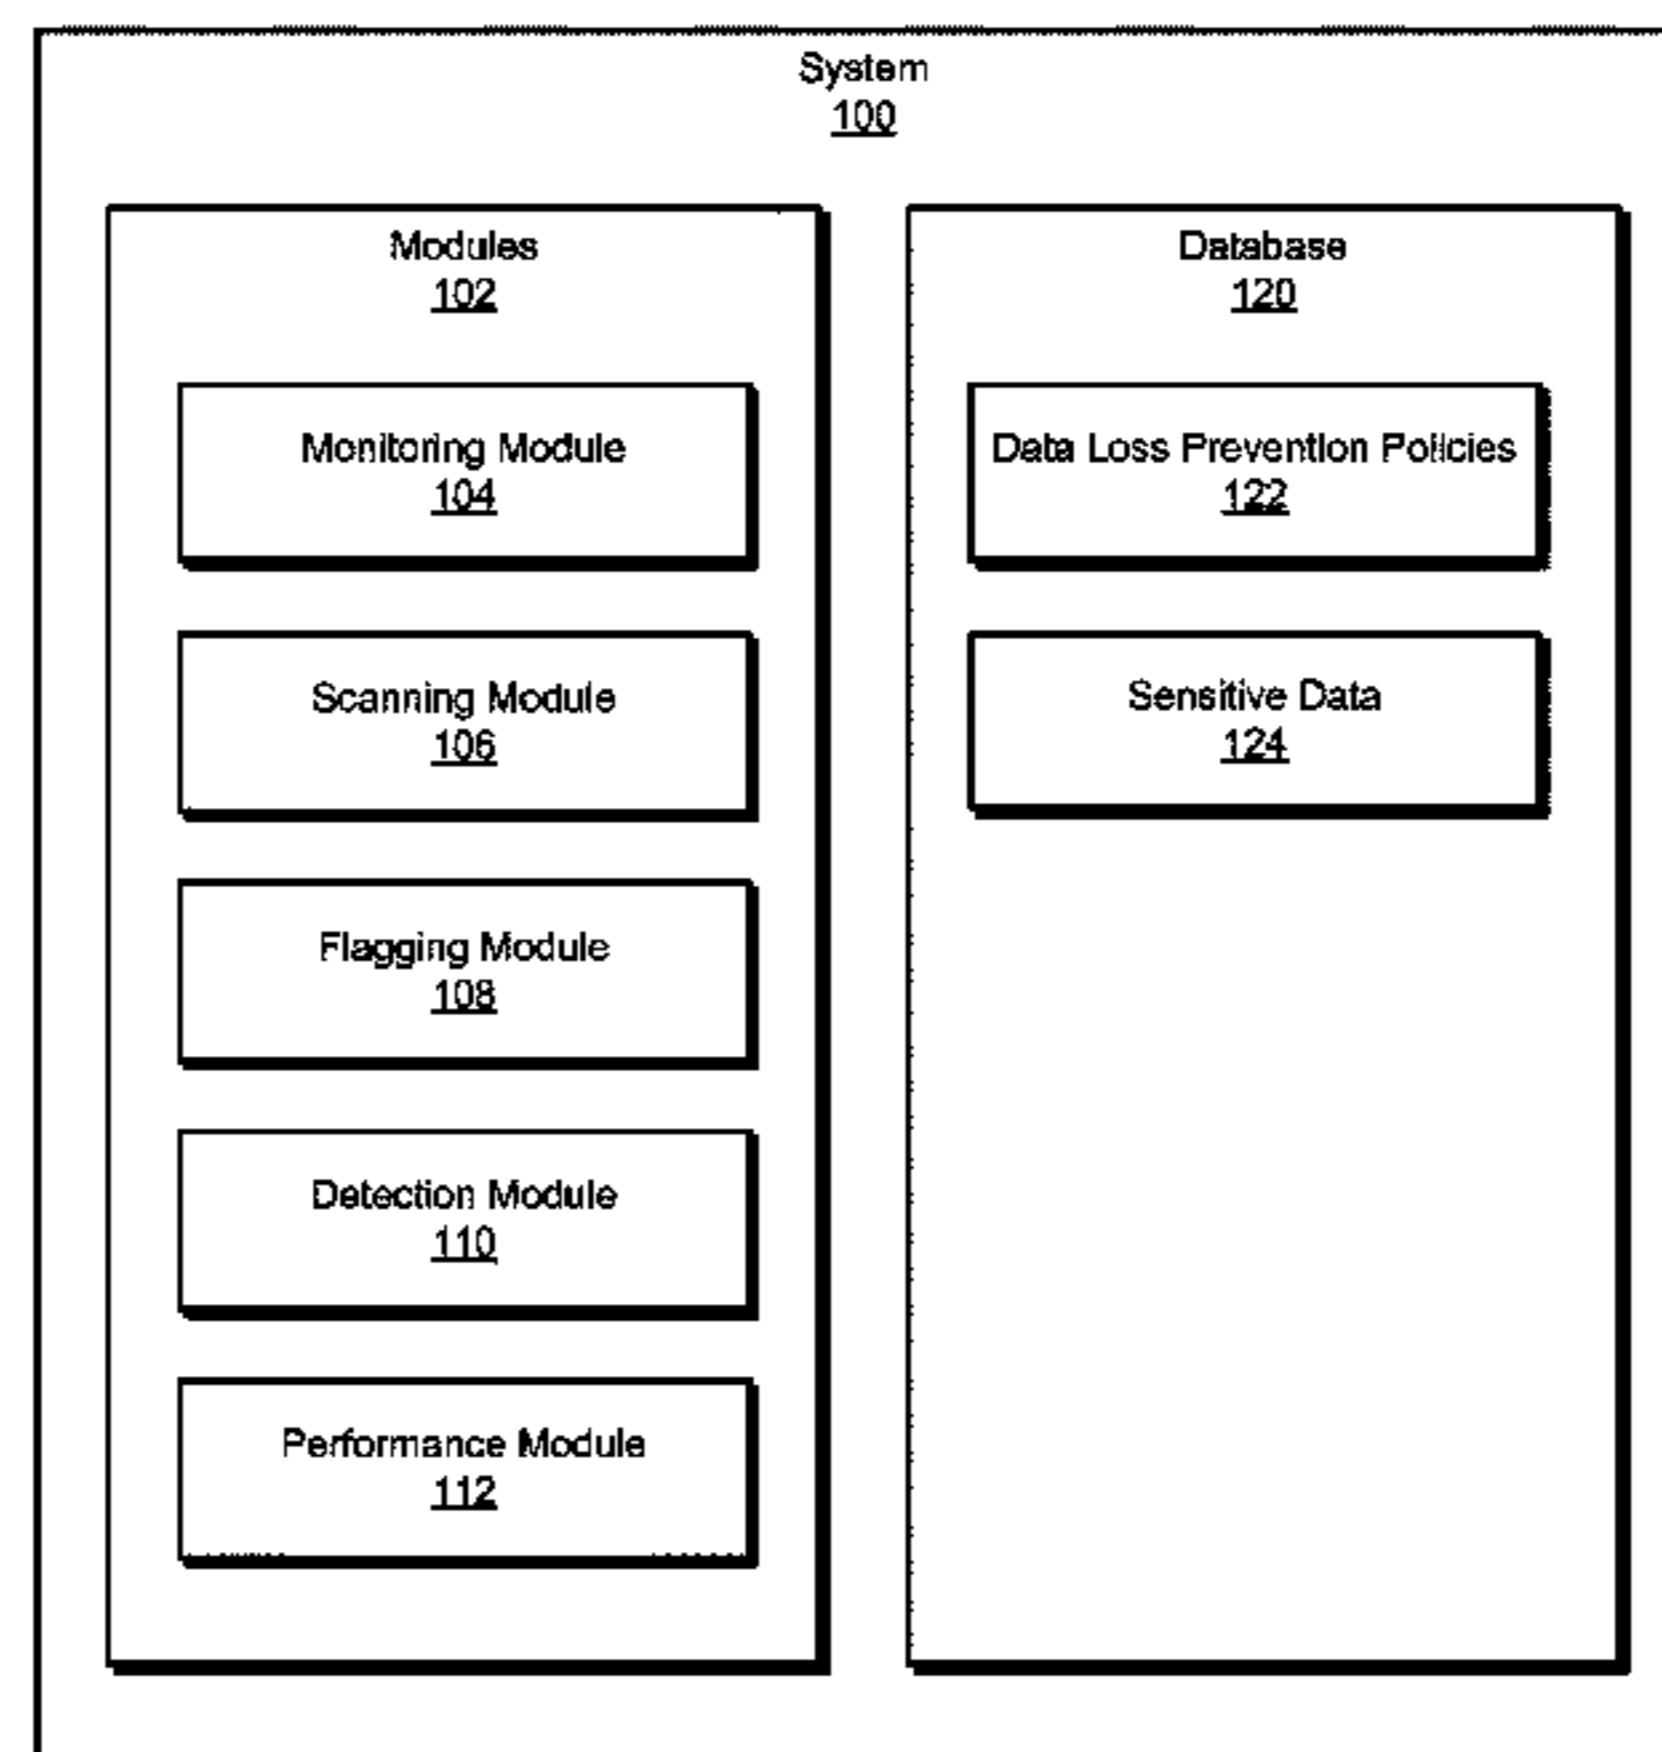 System
100
Modules
102
Monitoring Module
104
Scanning Module
106
Flagging Module
108
Detection Module
110
Performance Module
112
Database
120
Data Loss Prevention Policies
122
Sensitive Data
124